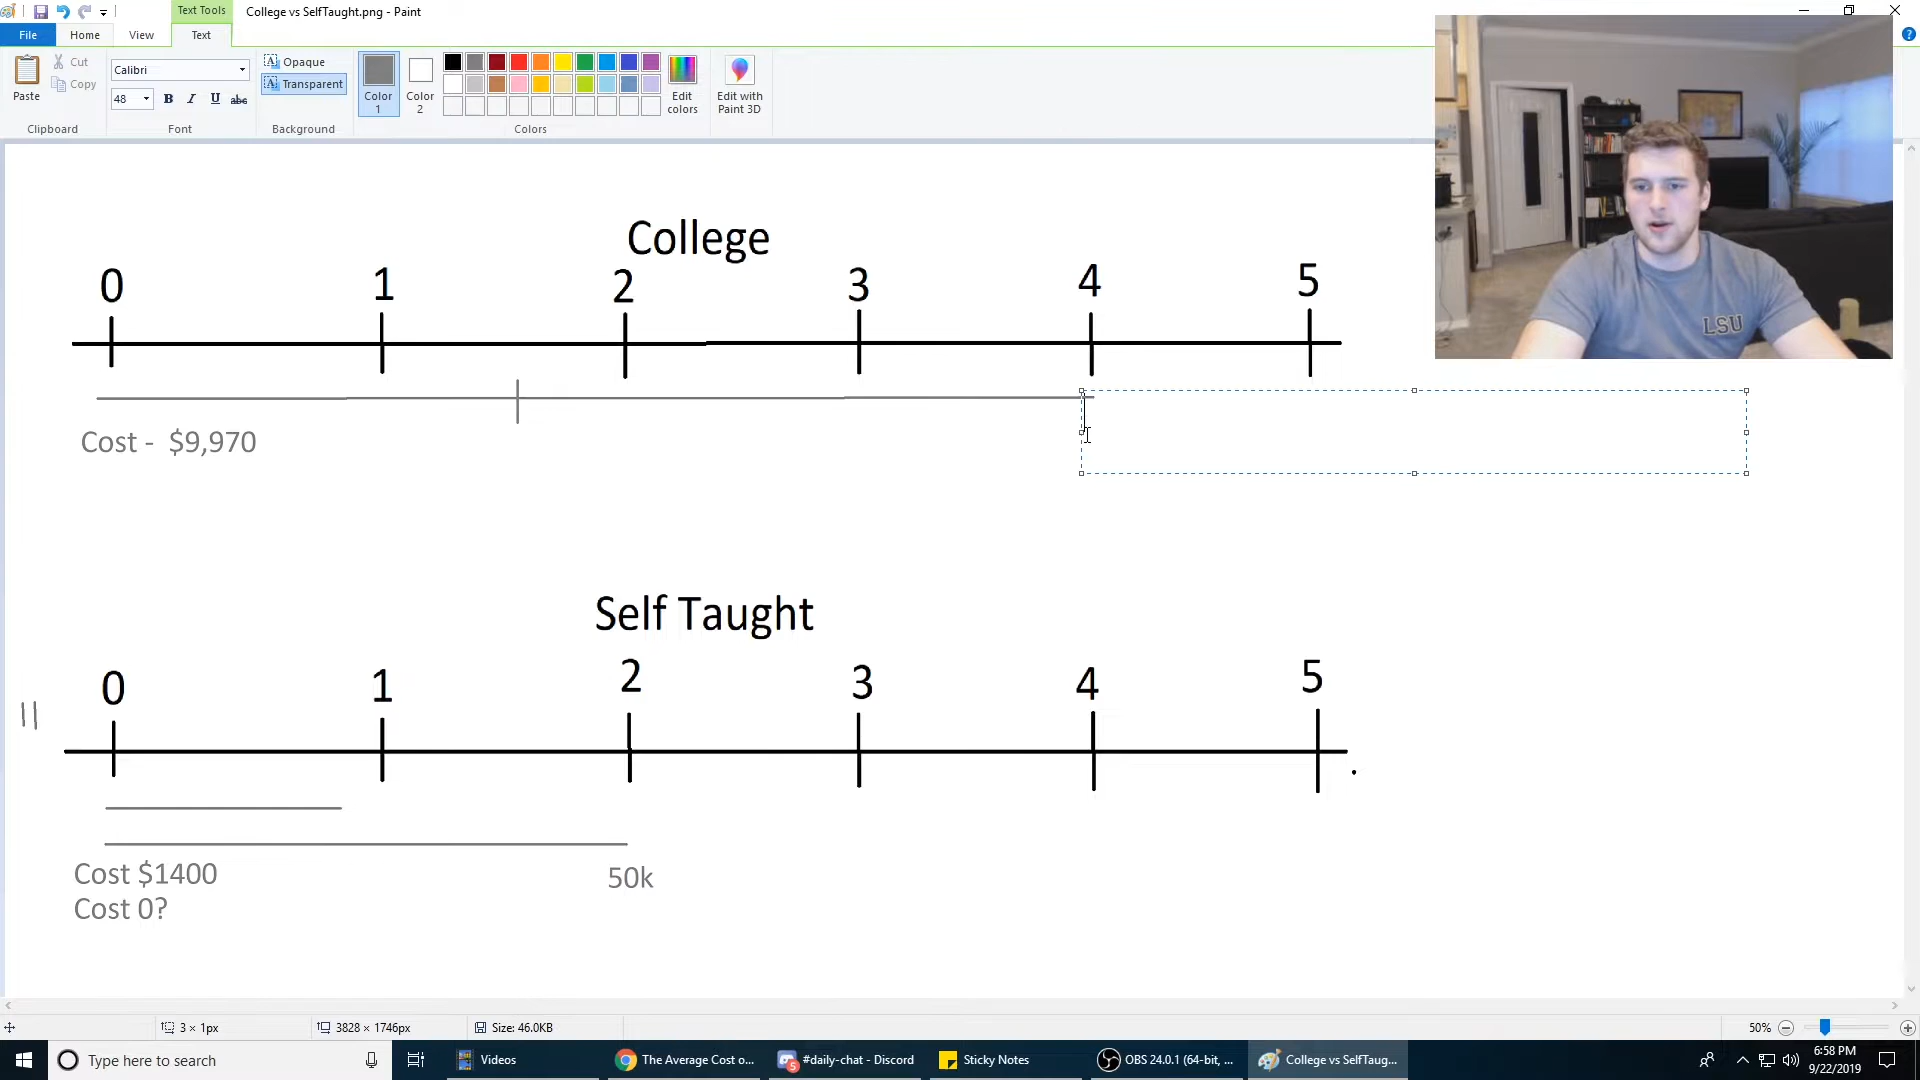 Text Tools
College vs SelfTaught.png - Paint
File
Home
View
Text
Paste
Cut
Copy
Clipboard
Calibri
48
B I U abc
Font
Opaque
Transparent
Background
Color 1
Color 2
Edit colors
Edit with Paint 3D
Colors
LSU
College
0 1 2 3 4 5
Cost - $9,970
Self Taught
0 1 2 3 4 5
Cost $1400
50k
Cost 0?
3 × 1px
3828 × 1746px
Size: 46.0KB
50%
Type here to search
Videos
The Average Cost o...
#daily-chat - Discord
Sticky Notes
OBS 24.0.1 (64-bit, ...
College vs SelfTaug...
6:58 PM
9/22/2019